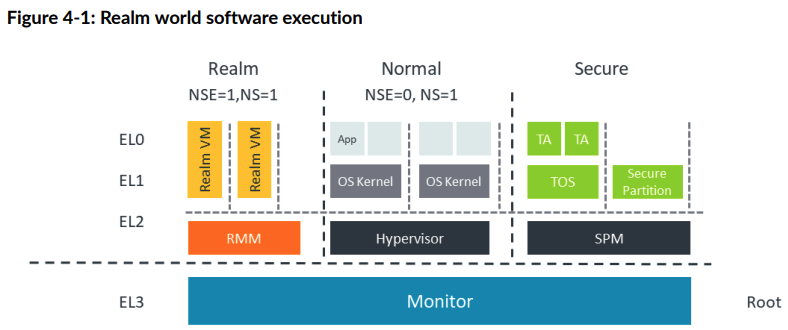 Figure 4-1: Realm world software execution
Realm Normal Secure
NSE=1,NS=1 NSE=0, NS=1
EL0 Realm VM Realm VM App TA TA
EL1 OS Kernel OS Kernel TOS Secure
Partition
EL2 RMM Hypervisor SPM
EL3 Monitor Root